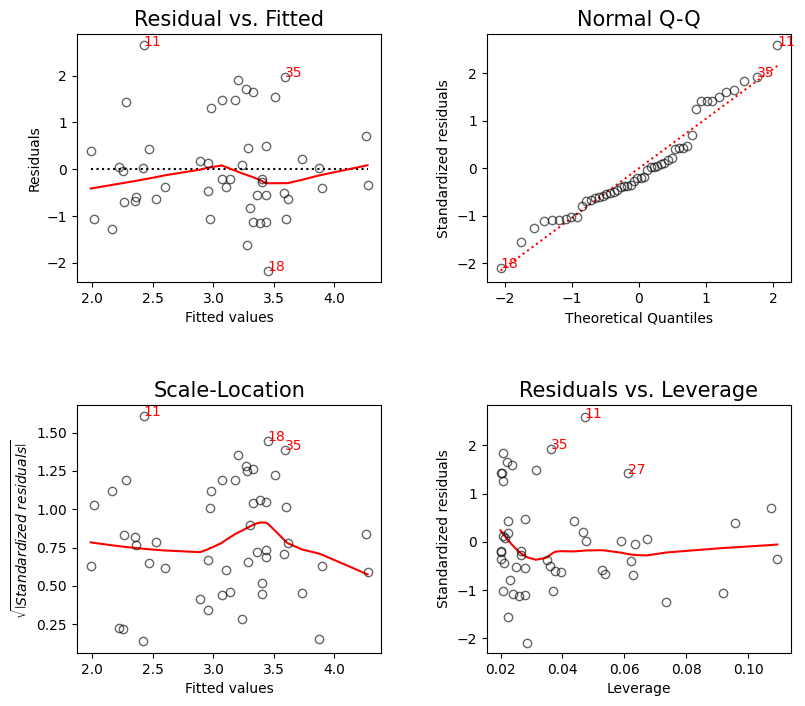 Residual vs. Fitted
Residuals
2
1
0
−1
−2
2.0 2.5 3.0 3.5 4.0
Fitted values
11
35
18
Normal Q-Q
Standardized residuals
2
1
0
−1
−2
−2 −1 0 1 2
Theoretical Quantiles
11
35
18
Scale-Location
√|Standardized residuals|
1.50
1.25
1.00
0.75
0.50
0.25
2.0 2.5 3.0 3.5 4.0
Fitted values
11
18
35
Residuals vs. Leverage
Standardized residuals
2
1
0
−1
−2
0.02 0.04 0.06 0.08 0.10
Leverage
11
35
27